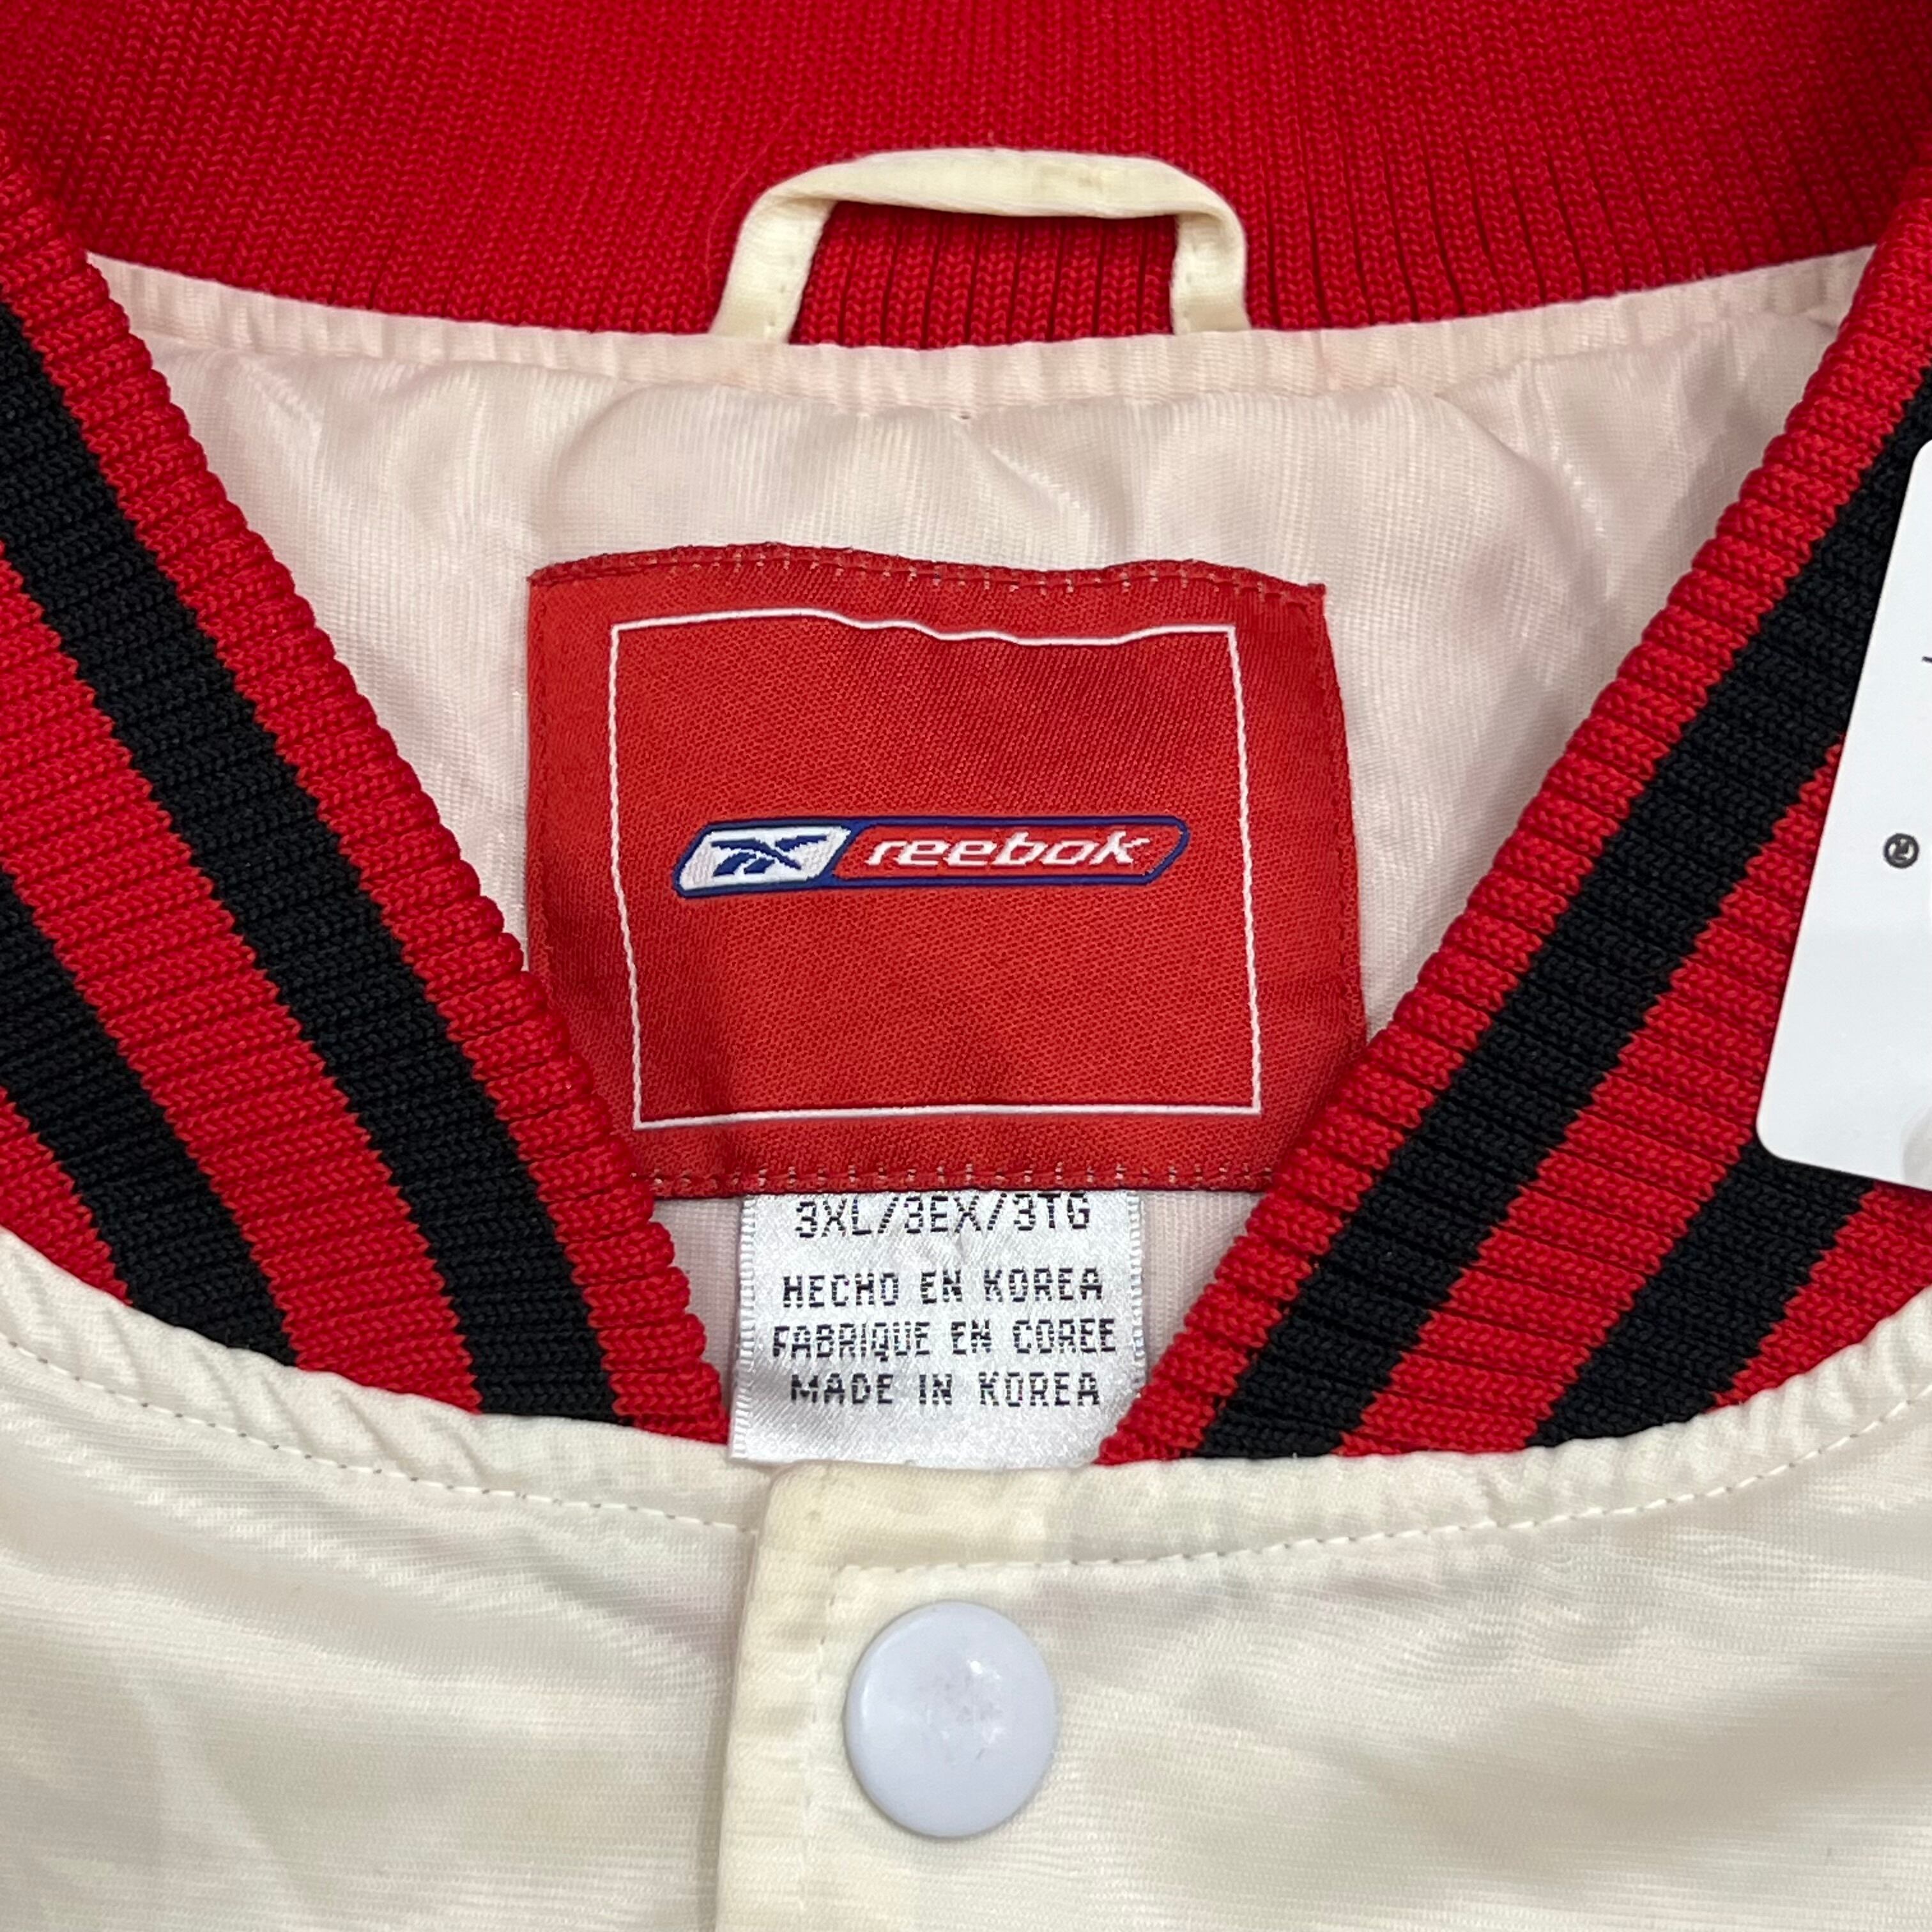 reebok
®
3XL/3EX/3TG
HECHO EN KOREA
FABRIQUE EN COREE
MADE IN KOREA